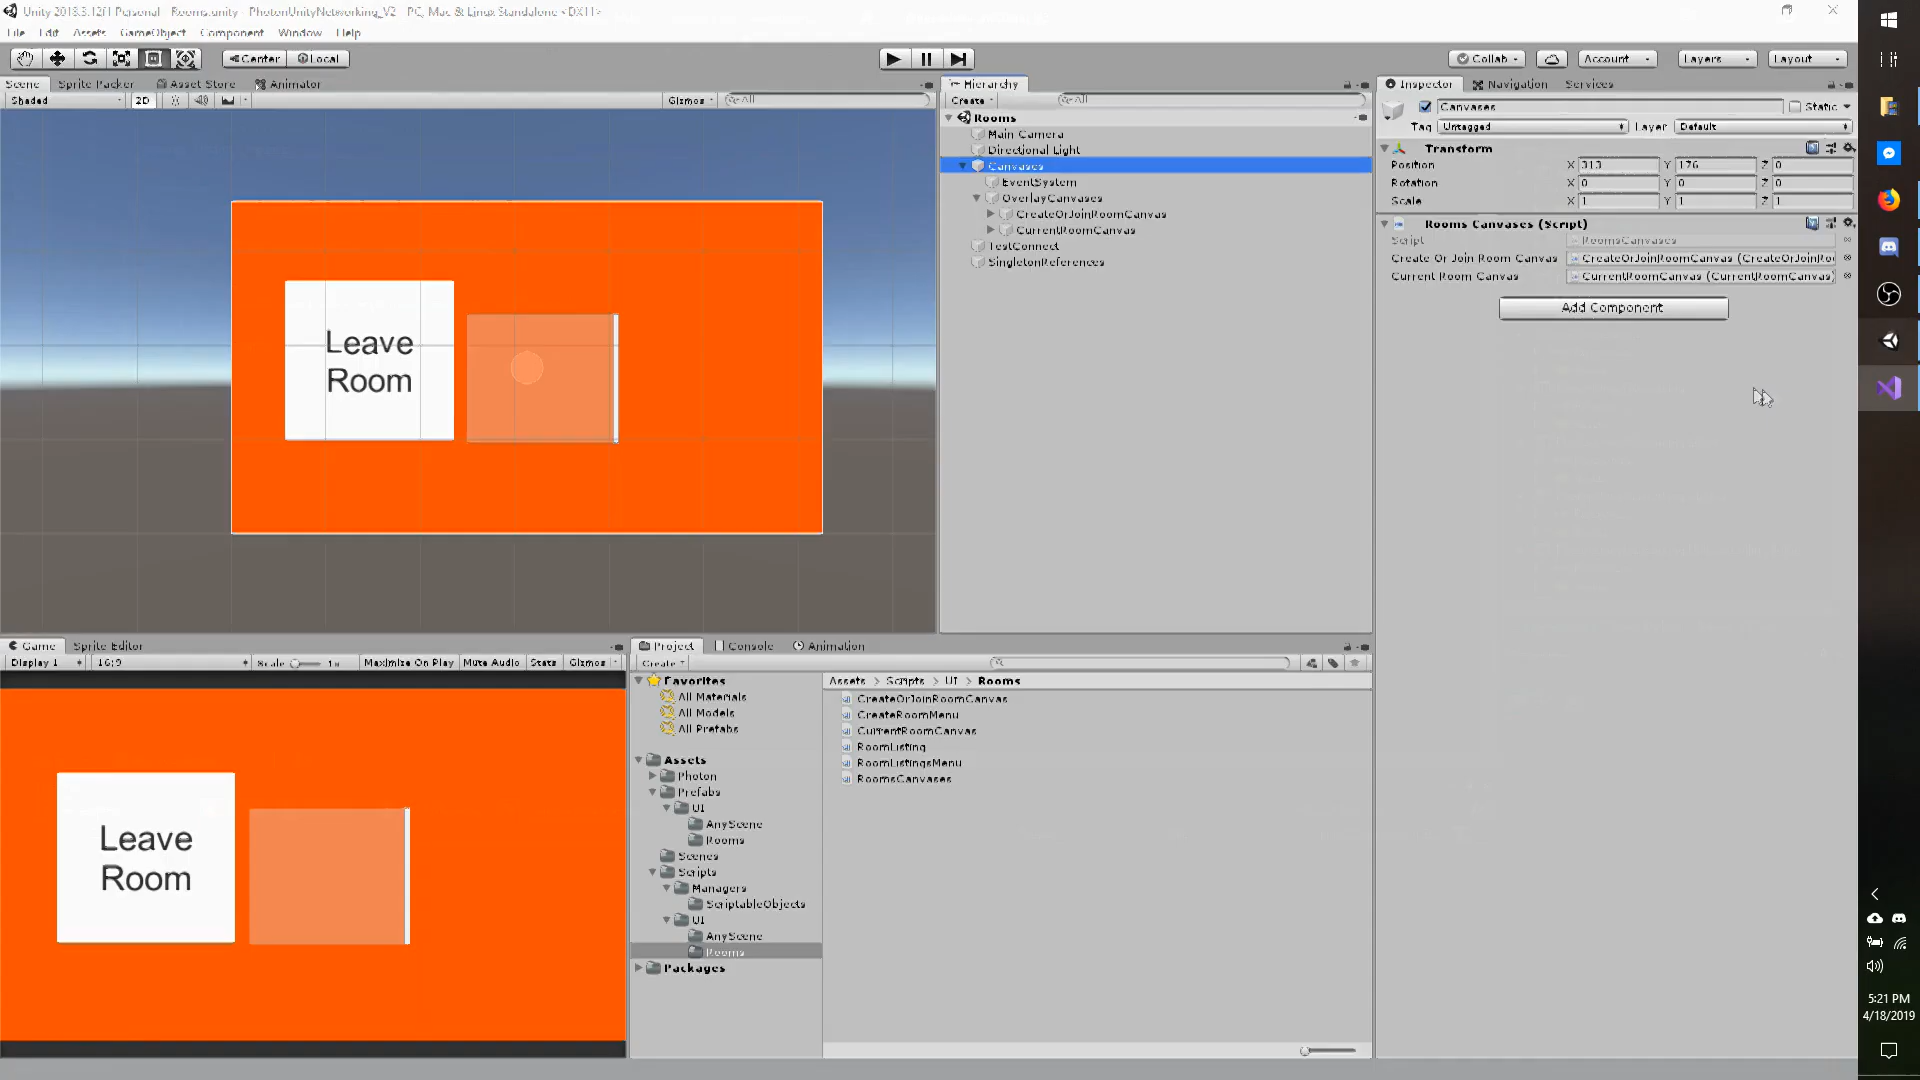 Unity 2018.3.12f1 Personal - Rooms.unity - PhotonUnityNetworking_V2 - PC, Mac & Linux Standalone <DX11>
File Edit Assets GameObject Component Window Help
Center Local
Collab Account Layers Layout
Scene Sprite Packer Asset Store Animator
Shaded 2D Gizmos All
Hierarchy
Create All
Rooms
Main Camera
Directional Light
Canvases
EventSystem
OverlayCanvases
CreateOrJoinRoomCanvas
CurrentRoomCanvas
TestConnect
SingletonReferences
Inspector Navigation Services
Canvases Static
Tag Untagged Layer Default
Transform
Position X 313 Y 176 Z 0
Rotation X 0 Y 0 Z 0
Scale X 1 Y 1 Z 1
Rooms Canvases (Script)
Script RoomsCanvases
Create Or Join Room Canvas CreateOrJoinRoomCanvas (CreateOrJoinRo
Current Room Canvas CurrentRoomCanvas (CurrentRoomCanvas)
Add Component
Leave
Room
Game Sprite Editor
Display 1 16:9 Scale 1x Maximize On Play Mute Audio Stats Gizmos
Leave
Room
Project Console Animation
Create
Favorites
All Materials
All Models
All Prefabs
Assets
Photon
Prefabs
UI
AnyScene
Rooms
Scenes
Scripts
Managers
ScriptableObjects
UI
AnyScene
Rooms
Packages
Assets > Scripts > UI > Rooms
CreateOrJoinRoomCanvas
CreateRoomMenu
CurrentRoomCanvas
RoomListing
RoomListingsMenu
RoomsCanvases
5:21 PM
4/18/2019